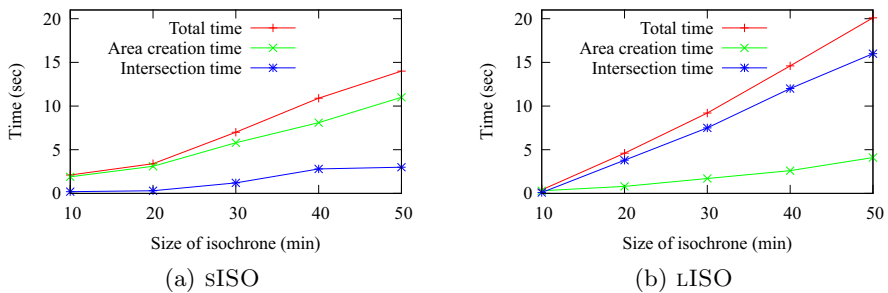 20
15
10
5
0
10 20 30 40 50
Time (sec)
Size of isochrone (min)
Total time
Area creation time
Intersection time
(a) sISO
20
15
10
5
0
10 20 30 40 50
Time (sec)
Size of isochrone (min)
Total time
Area creation time
Intersection time
(b) LISO